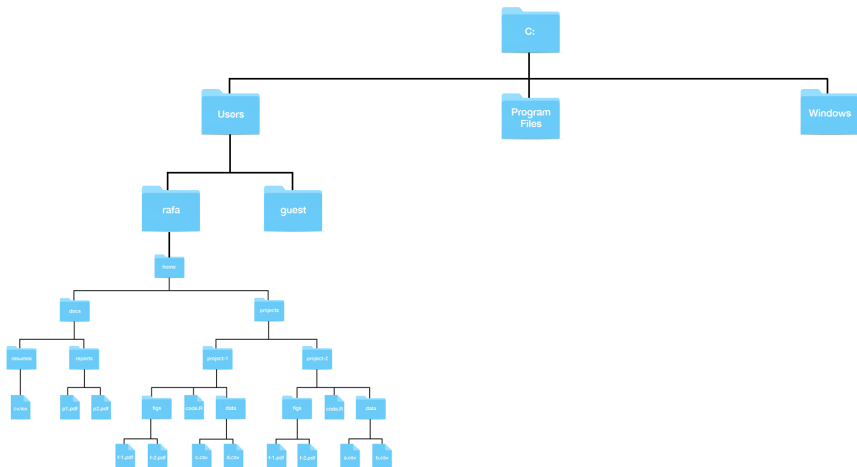 C:
Users
Program
Files
Windows
rafa
guest
home
docs
projects
resumes
reports
project-1
project-2
cv.tex
p1.pdf
p2.pdf
figs
code.R
data
figs
code.R
data
f-1.pdf
f-2.pdf
c.csv
d.csv
f-1.pdf
f-2.pdf
a.csv
b.csv